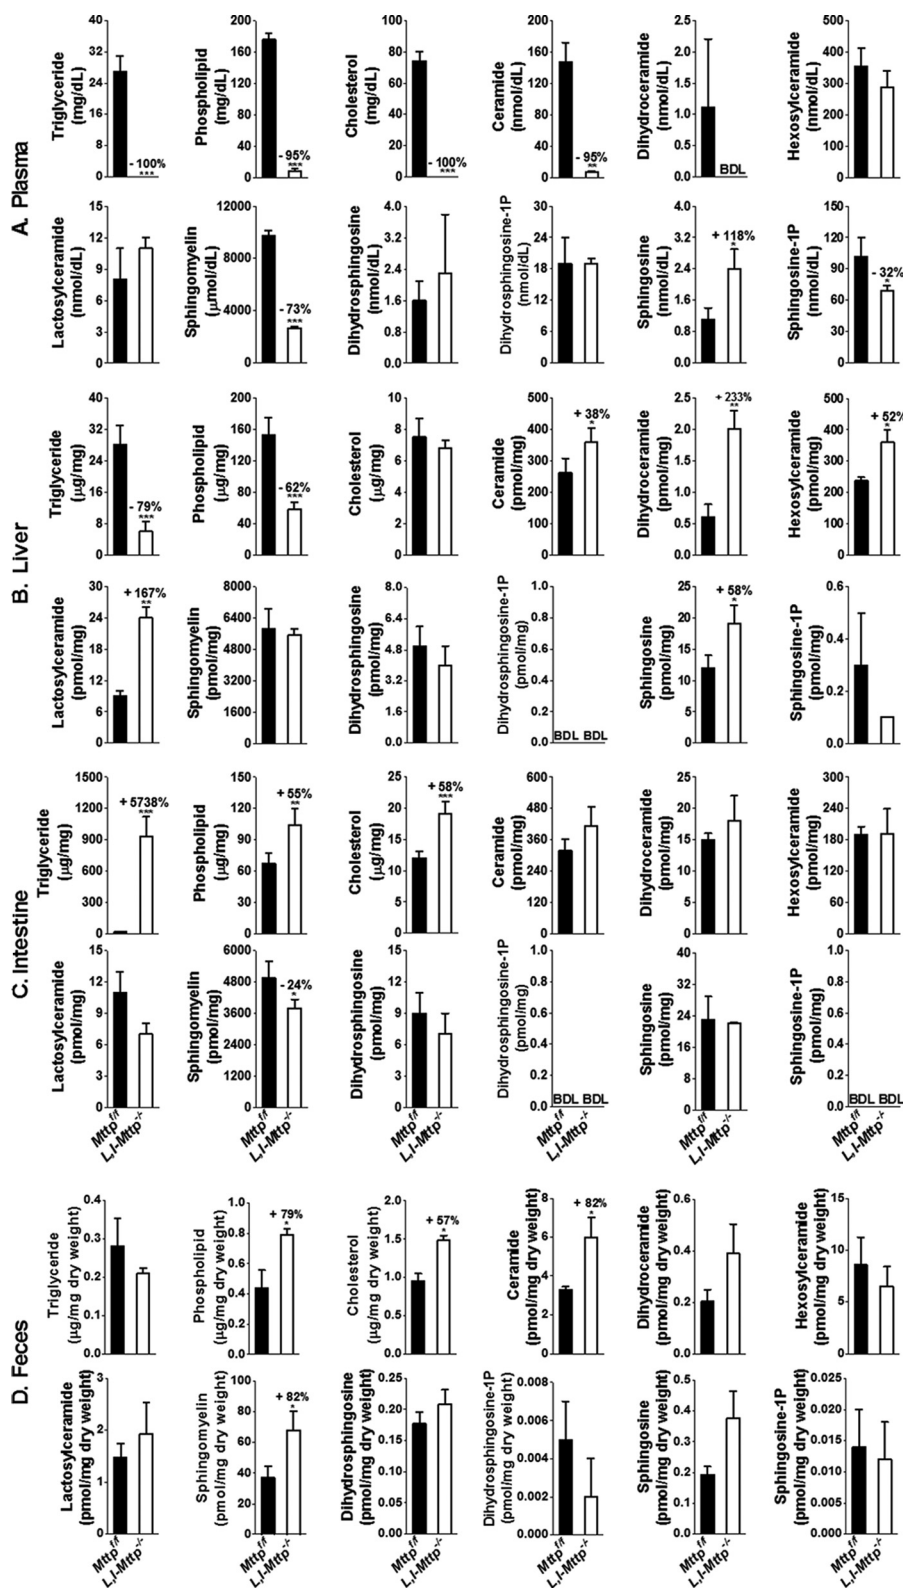 A. Plasma
Triglyceride
(mg/dL)
40
30
20
10
0
- 100%
***
Phospholipid
(mg/dL)
200
160
120
80
40
0
- 95%
***
Cholesterol
(mg/dL)
100
80
60
40
20
0
- 100%
***
Ceramide
(nmol/dL)
200
160
120
80
40
0
- 95%
**
Dihydroceramide
(nmol/dL)
2.5
2.0
1.5
1.0
0.5
0.0
BDL
Hexosylceramide
(nmol/dL)
500
400
300
200
100
0
Lactosylceramide
(nmol/dL)
15
12
9
6
3
0
Sphingomyelin
(μmol/dL)
12000
8000
4000
0
- 73%
***
Dihydrosphingosine
(nmol/dL)
4.0
3.2
2.4
1.6
0.8
0.0
Dihydrosphingosine-1P
(nmol/dL)
30
24
18
12
6
0
Sphingosine
(nmol/dL)
4.0
3.2
2.4
1.6
0.8
0.0
+ 118%
*
Sphingosine-1P
(nmol/dL)
150
120
90
60
30
0
- 32%
*
B. Liver
Triglyceride
(μg/mg)
40
30
20
10
0
- 79%
***
Phospholipid
(μg/mg)
200
160
120
80
40
0
- 62%
***
Cholesterol
(μg/mg)
10
8
6
4
2
0
Ceramide
(pmol/mg)
500
400
300
200
100
0
+ 38%
*
Dihydroceramide
(pmol/mg)
2.5
2.0
1.5
1.0
0.5
0.0
+ 233%
**
Hexosylceramide
(pmol/mg)
500
400
300
200
100
0
+ 52%
*
Lactosylceramide
(pmol/mg)
30
24
18
12
6
0
+ 167%
**
Sphingomyelin
(pmol/mg)
8000
6400
4800
3200
1600
0
Dihydrosphingosine
(pmol/mg)
8.0
6.4
4.8
3.2
1.6
0.0
Dihydrosphingosine-1P
(pmol/mg)
1.0
0.8
0.6
0.4
0.2
0.0
BDL BDL
Sphingosine
(pmol/mg)
25
20
15
10
5
0
+ 58%
*
Sphingosine-1P
(pmol/mg)
0.6
0.4
0.2
0.0
C. Intestine
Triglyceride
(μg/mg)
1500
1200
900
600
300
0
+ 5738%
***
Phospholipid
(μg/mg)
150
120
90
60
30
0
+ 55%
**
Cholesterol
(μg/mg)
25
20
15
10
5
0
+ 58%
***
Ceramide
(pmol/mg)
600
480
360
240
120
0
Dihydroceramide
(pmol/mg)
25
20
15
10
5
0
Hexosylceramide
(pmol/mg)
300
240
180
120
60
0
Lactosylceramide
(pmol/mg)
15
12
9
6
3
0
Sphingomyelin
(pmol/mg)
6000
4800
3600
2400
1200
0
- 24%
*
Dihydrosphingosine
(pmol/mg)
15
12
9
6
3
0
Dihydrosphingosine-1P
(pmol/mg)
1.0
0.8
0.6
0.4
0.2
0.0
BDL BDL
Sphingosine
(pmol/mg)
45
30
15
0
Sphingosine-1P
(pmol/mg)
1.0
0.8
0.6
0.4
0.2
0.0
BDL BDL
Mttp f/f
L,I-Mttp -/-
Mttp f/f
L,I-Mttp -/-
Mttp f/f
L,I-Mttp -/-
Mttp f/f
L,I-Mttp -/-
Mttp f/f
L,I-Mttp -/-
Mttp f/f
L,I-Mttp -/-
D. Feces
Triglyceride
(μg/mg dry weight)
0.4
0.3
0.2
0.1
0.0
Phospholipid
(μg/mg dry weight)
1.0
0.8
0.6
0.4
0.2
0.0
+ 79%
*
Cholesterol
(μg/mg dry weight)
2.0
1.5
1.0
0.5
0.0
+ 57%
*
Ceramide
(pmol/mg dry weight)
8
6
4
2
0
+ 82%
*
Dihydroceramide
(pmol/mg dry weight)
0.6
0.4
0.2
0.0
Hexosylceramide
(pmol/mg dry weight)
15
10
5
0
Lactosylceramide
(pmol/mg dry weight)
3
2
1
0
Sphingomyelin
(pmol/mg dry weight)
100
80
60
40
20
0
+ 82%
*
Dihydrosphingosine
(pmol/mg dry weight)
0.25
0.20
0.15
0.10
0.05
0.00
Dihydrosphingosine-1P
(pmol/mg dry weight)
0.008
0.006
0.004
0.002
0.000
Sphingosine
(pmol/mg dry weight)
0.5
0.4
0.3
0.2
0.1
0.0
Sphingosine-1P
(pmol/mg dry weight)
0.025
0.020
0.015
0.010
0.005
0.000
Mttp f/f
L,I-Mttp -/-
Mttp f/f
L,I-Mttp -/-
Mttp f/f
L,I-Mttp -/-
Mttp f/f
L,I-Mttp -/-
Mttp f/f
L,I-Mttp -/-
Mttp f/f
L,I-Mttp -/-